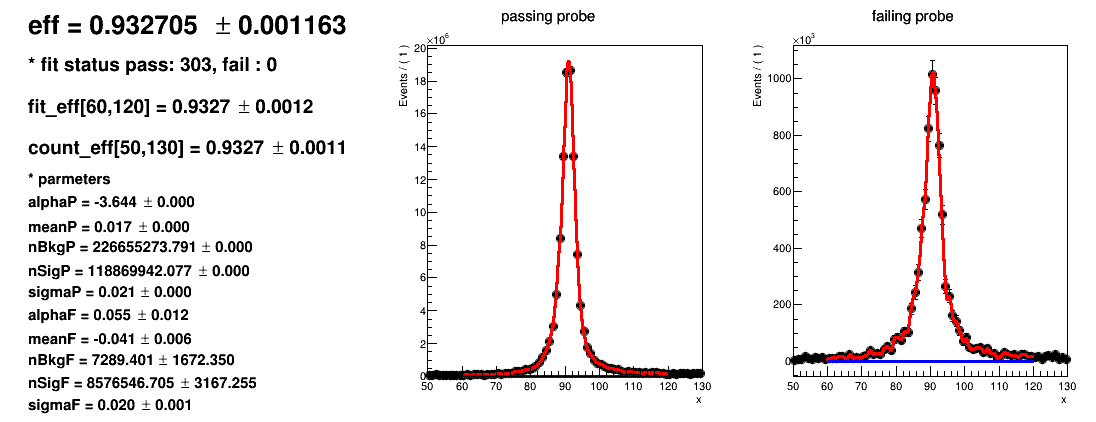 eff = 0.932705 ± 0.001163
* fit status pass: 303, fail : 0
fit_eff[60,120] = 0.9327 ± 0.0012
count_eff[50,130] = 0.9327 ± 0.0011
* parmeters
alphaP = -3.644 ± 0.000
meanP = 0.017 ± 0.000
nBkgP = 226655273.791 ± 0.000
nSigP = 118869942.077 ± 0.000
sigmaP = 0.021 ± 0.000
alphaF = 0.055 ± 0.012
meanF = -0.041 ± 0.006
nBkgF = 7289.401 ± 1672.350
nSigF = 8576546.705 ± 3167.255
sigmaF = 0.020 ± 0.001
passing probe
×10⁶
Events / ( 1 )
20
18
16
14
12
10
8
6
4
2
0
50 60 70 80 90 100 110 120 130
x
failing probe
×10³
Events / ( 1 )
1000
800
600
400
200
0
50 60 70 80 90 100 110 120 130
x